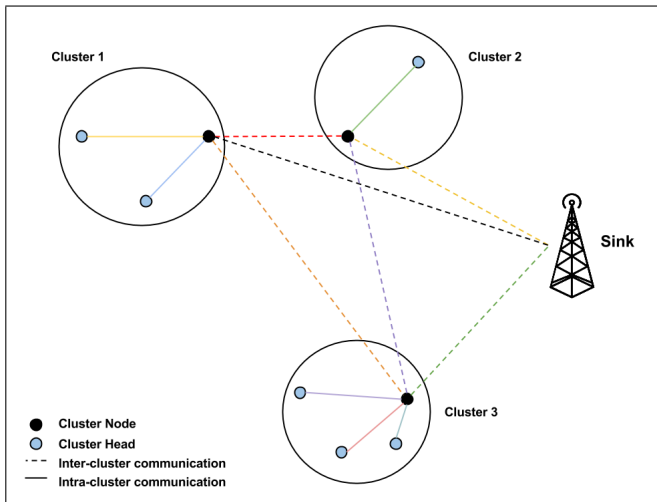 Cluster 1
Cluster 2
Sink
Cluster 3
Cluster Node
Cluster Head
Inter-cluster communication
Intra-cluster communication